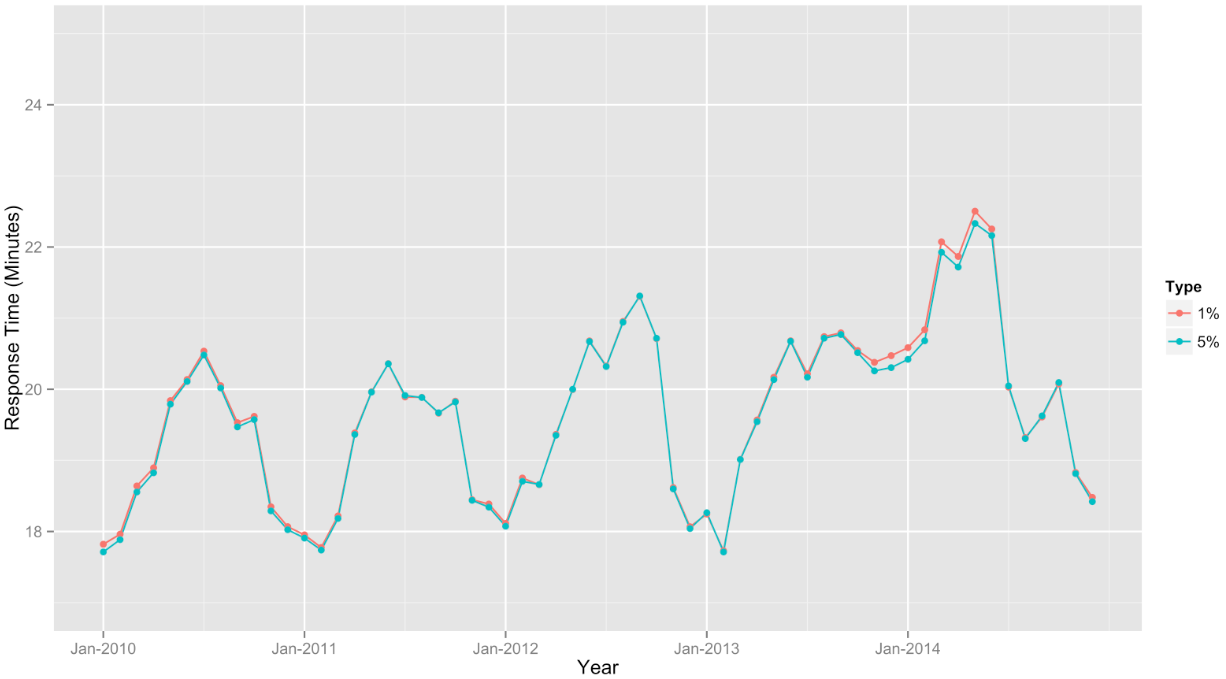 24
22
20
18
Response Time (Minutes)
Jan-2010
Jan-2011
Jan-2012
Jan-2013
Jan-2014
Year
Type
1%
5%